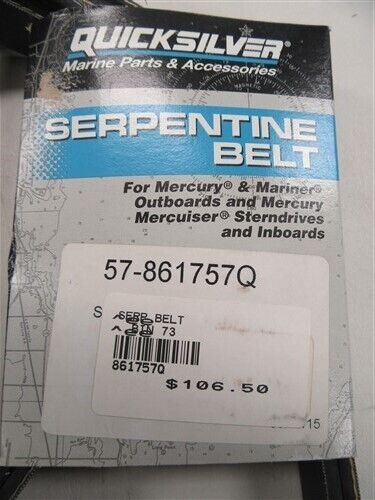 QUICKSILVER®
Marine Parts & Accessories
SERPENTINE
BELT
For Mercury® & Mariner®
Outboards and Mercury
Mercuiser® Sterndrives
and Inboards
57-861757Q
S
SERP BELT
BIN 73
861757Q
$106.50
15